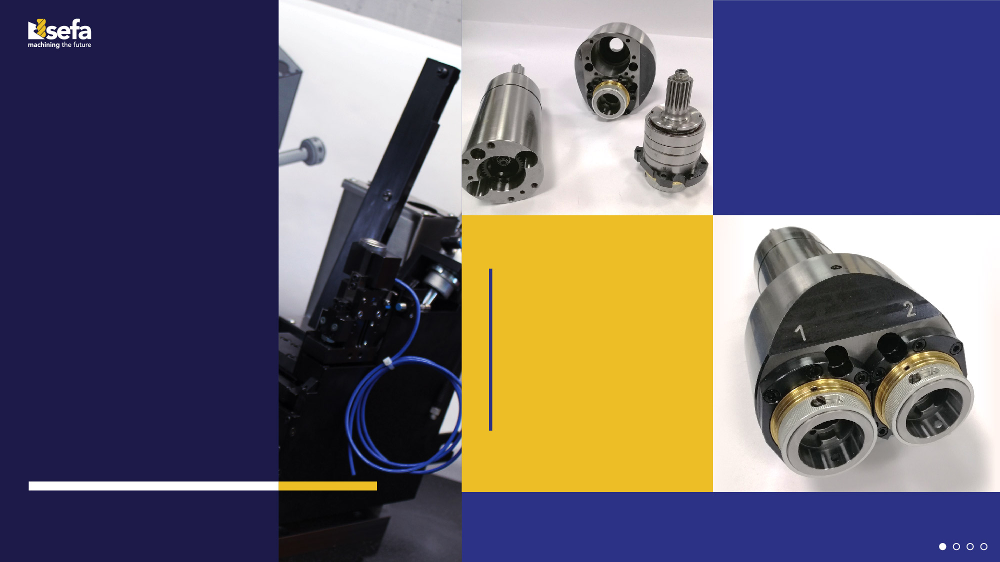 sefa
machining the future
1
2